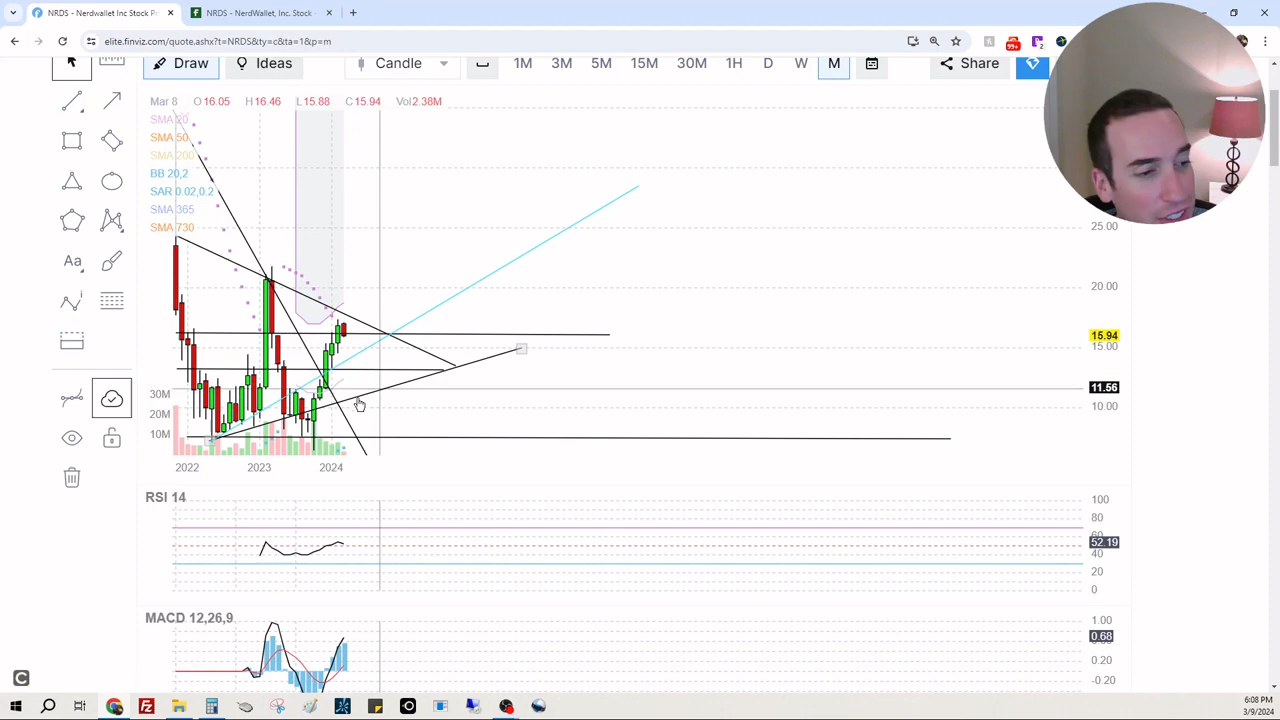 NRDS - NerdWallet Inc Stock P
NRDS - NerdWallet, Inc. Stock -
elite.finviz.com/quote.ashx?t=NRDS&ty=c&ta=1&p=m
99+
2
Draw
Ideas
Candle
1M 3M 5M 15M 30M 1H D W M
Share
Mar 8 O 16.05 H 16.46 L 15.88 C 15.94 Vol 2.38M
SMA 20
SMA 50
SMA 200
BB 20,2
SAR 0.02,0.2
SMA 365
SMA 730
25.00
20.00
15.94
15.00
11.56
10.00
Aa
30M
20M
10M
2022 2023 2024
RSI 14
100
80
60
52.19
40
20
0
MACD 12,26,9
1.00
0.68
0.20
-0.20
C
6:08 PM
3/9/2024